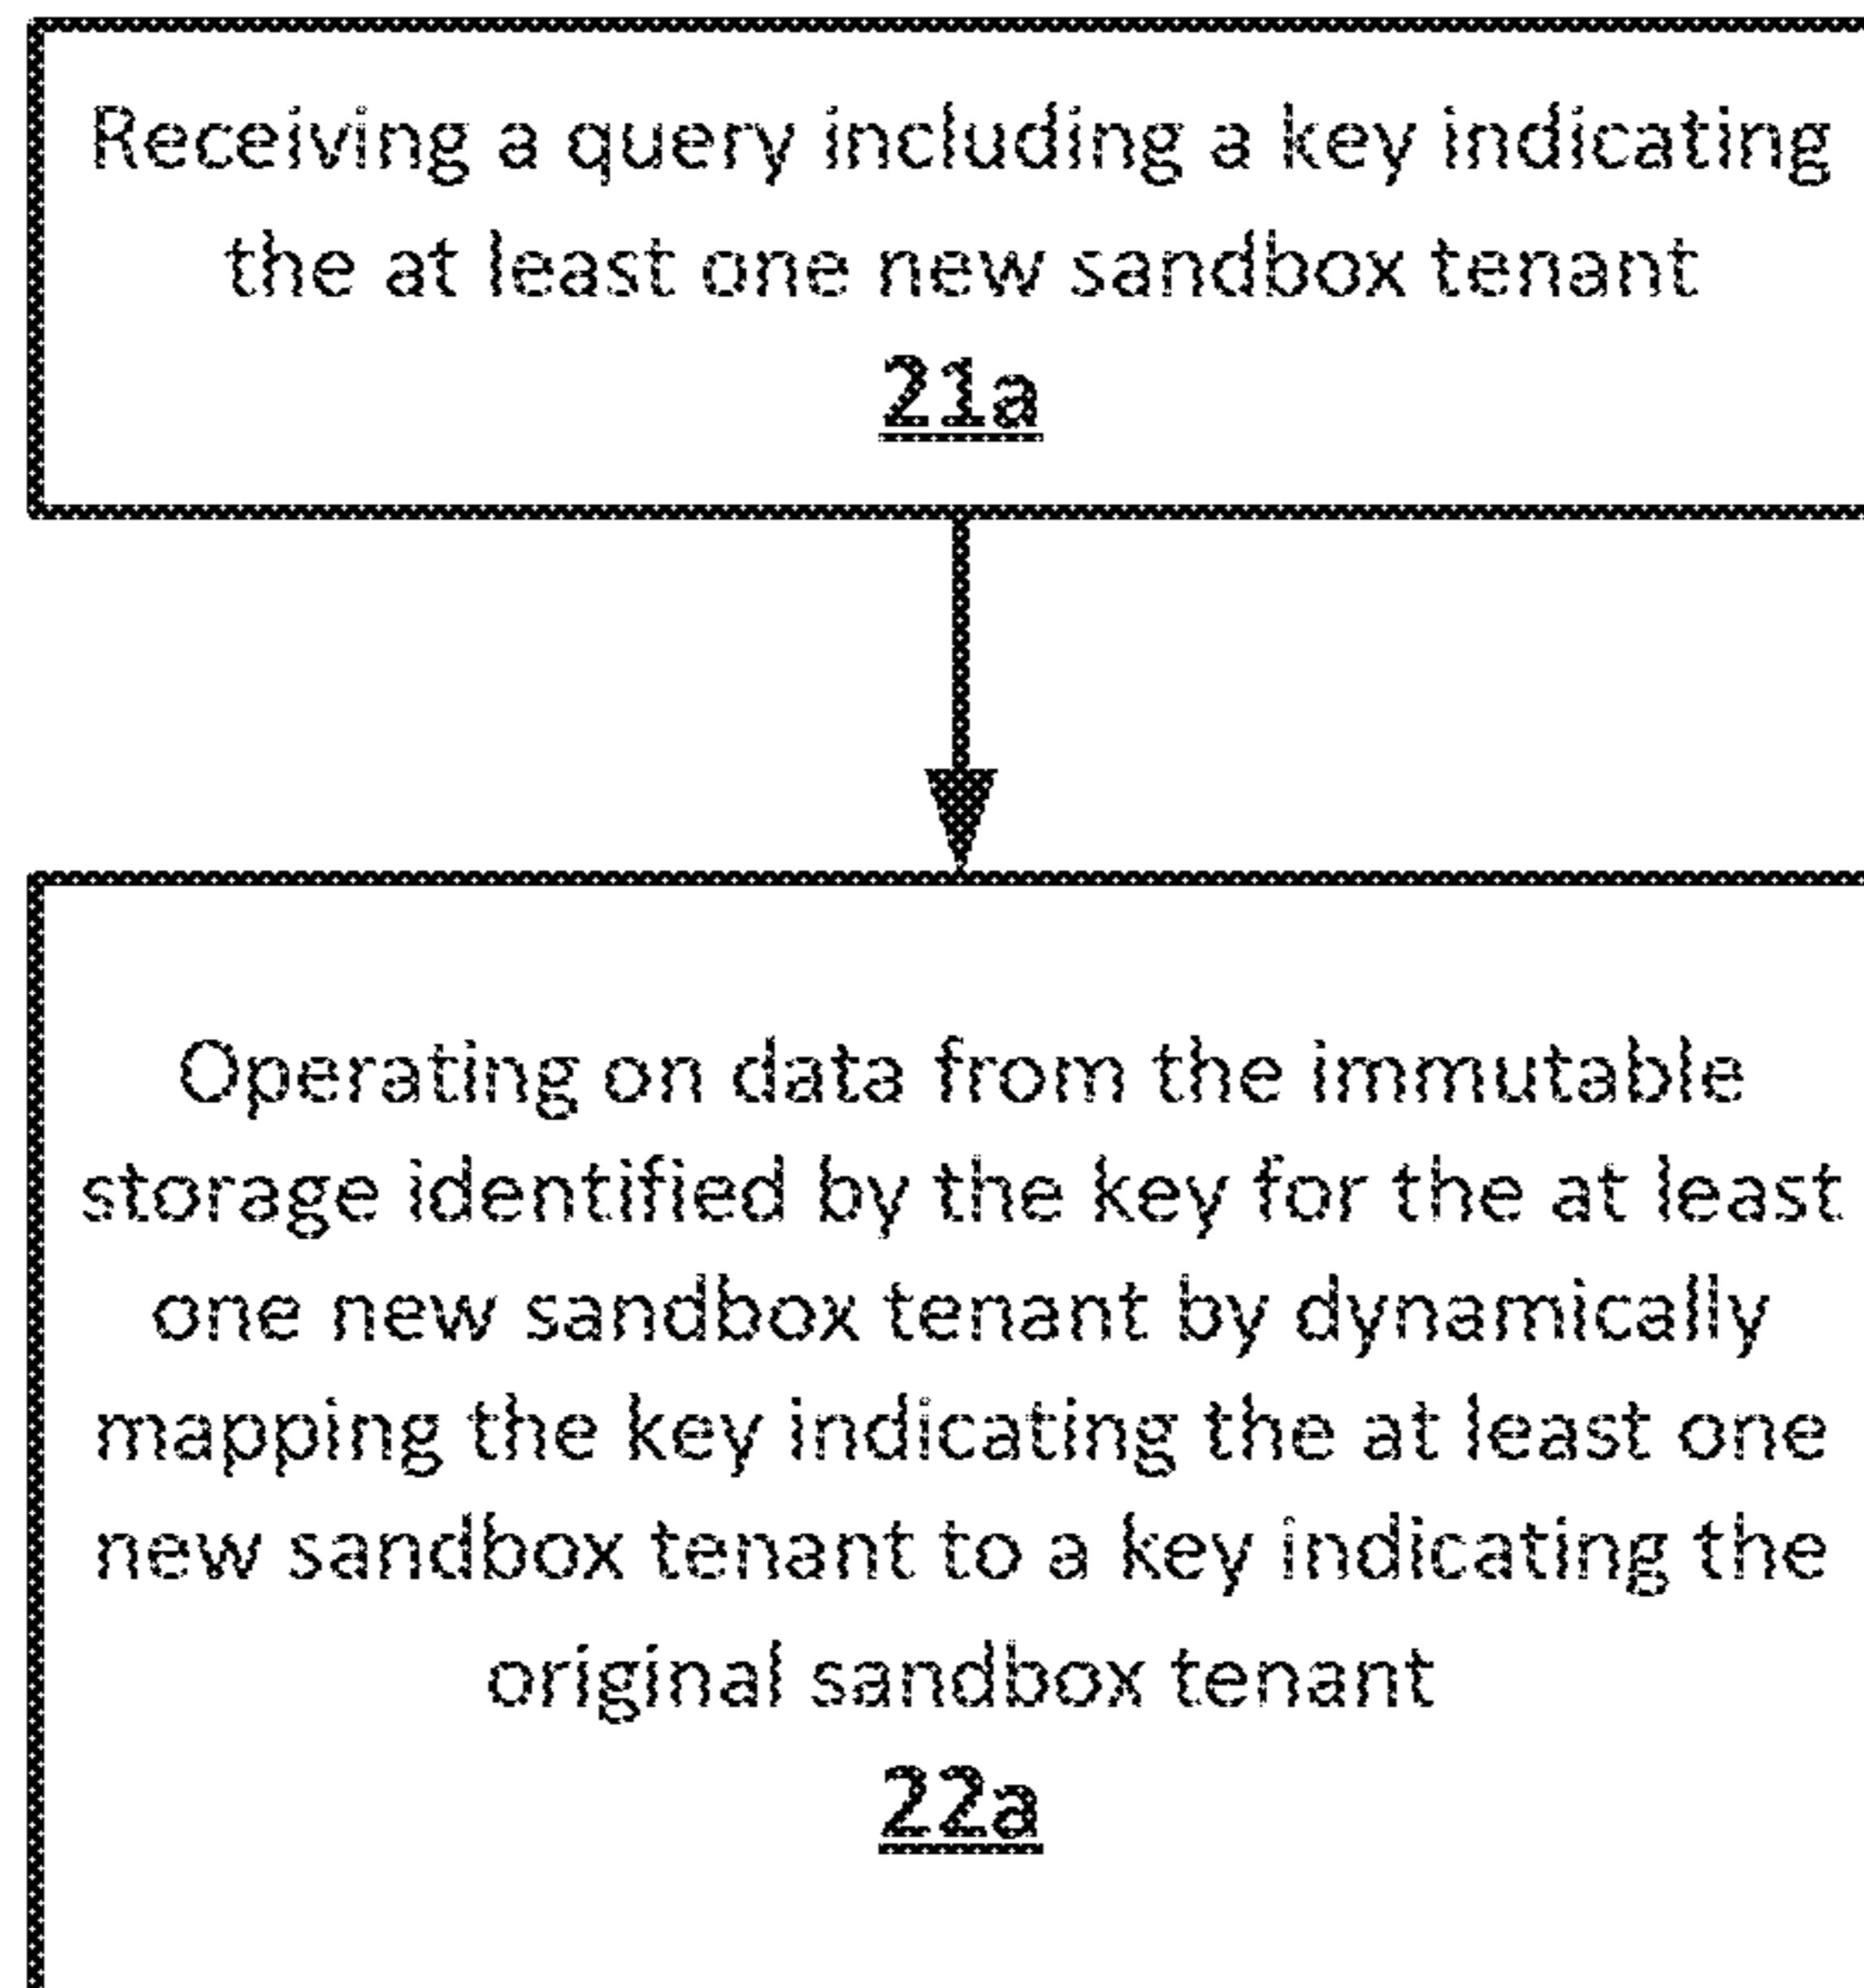 Receiving a query including a key indicating
the at least one new sandbox tenant
21a
Operating on data from the immutable
storage identified by the key for the at least
one new sandbox tenant by dynamically
mapping the key indicating the at least one
new sandbox tenant to a key indicating the
original sandbox tenant
22a